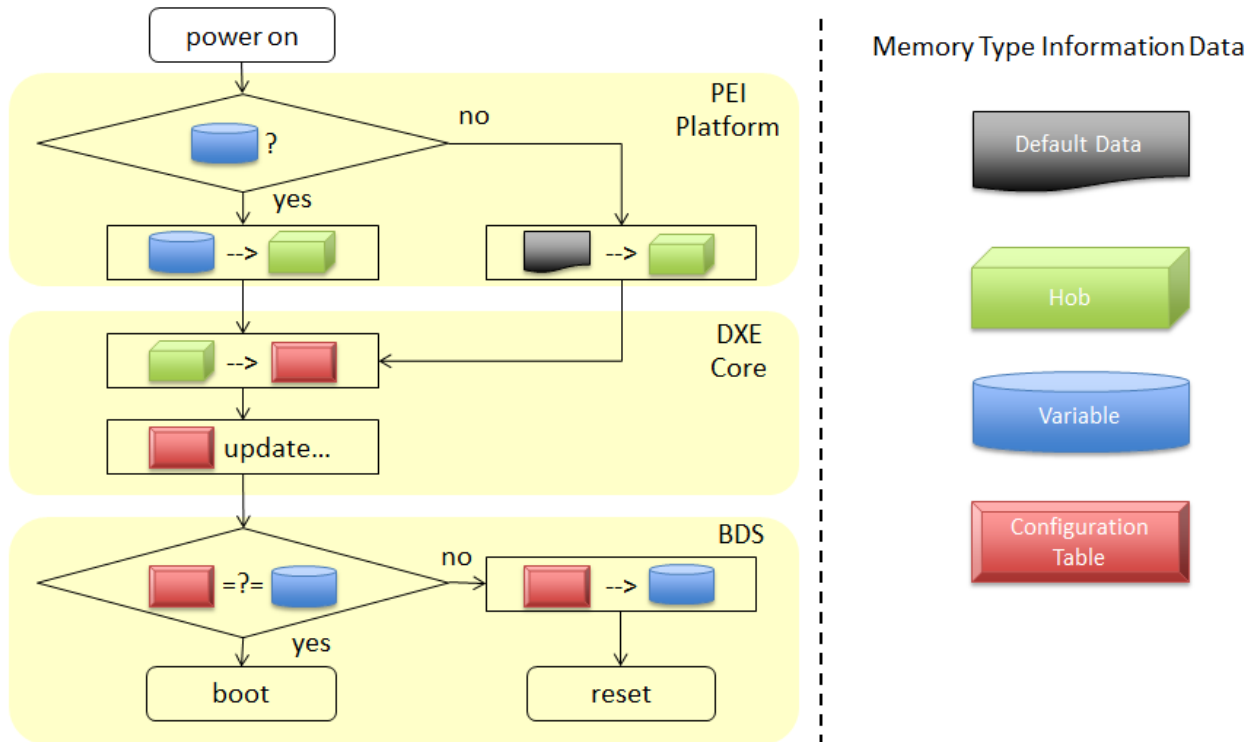 power on
PEI
Platform
?
no
yes
-->
-->
DXE
Core
-->
update...
BDS
=?=
no
-->
yes
boot
reset
Memory Type Information Data
Default Data
Hob
Variable
Configuration
Table